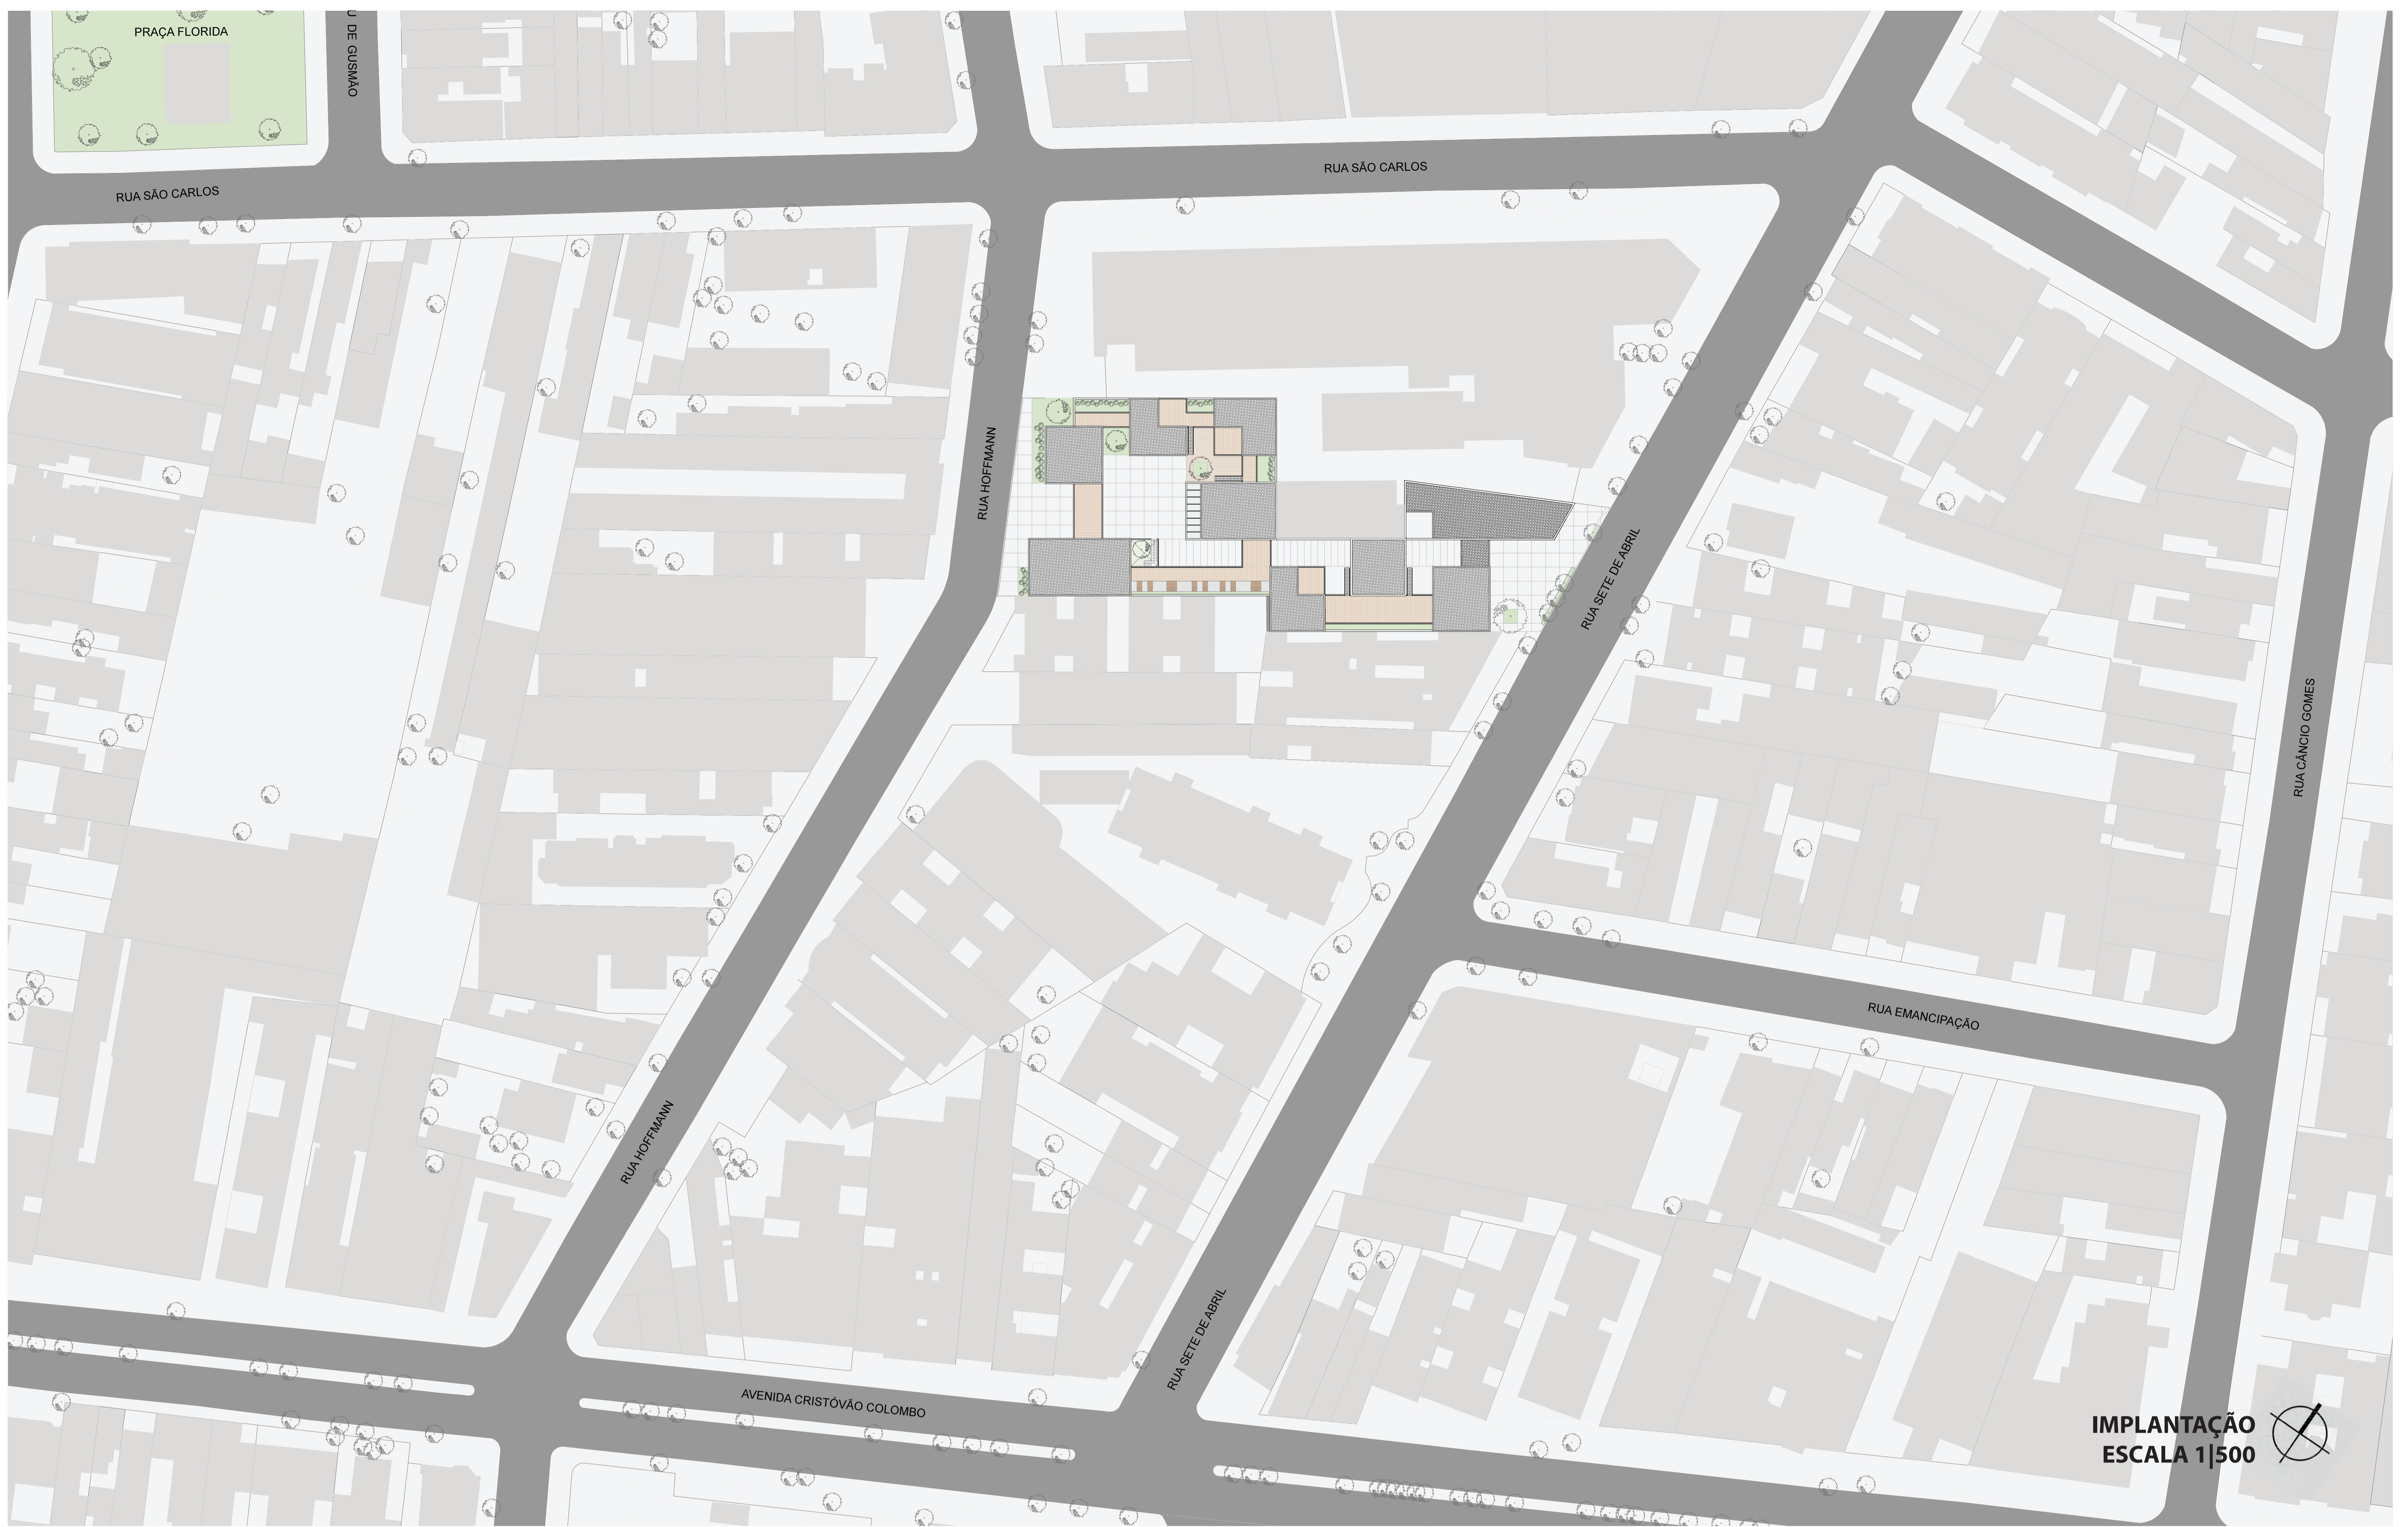 PRAÇA FLORIDA
U DE GUSMÃO
RUA SÃO CARLOS
RUA SÃO CARLOS
RUA HOFFMANN
RUA SETE DE ABRIL
RUA CÂNCIO GOMES
RUA EMANCIPAÇÃO
RUA HOFFMANN
RUA SETE DE ABRIL
AVENIDA CRISTÓVÃO COLOMBO
IMPLANTAÇÃO
ESCALA 1|500